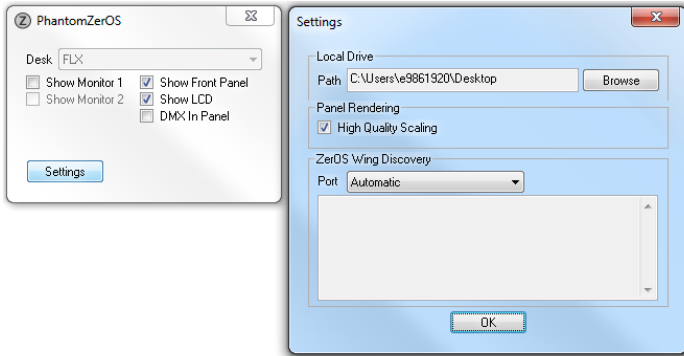 PhantomZerOS
Desk FLX
Show Monitor 1
Show Front Panel
Show Monitor 2
Show LCD
DMX In Panel
Settings
Settings
Local Drive
Path C:\Users\e9861920\Desktop Browse
Panel Rendering
High Quality Scaling
ZerOS Wing Discovery
Port Automatic
OK